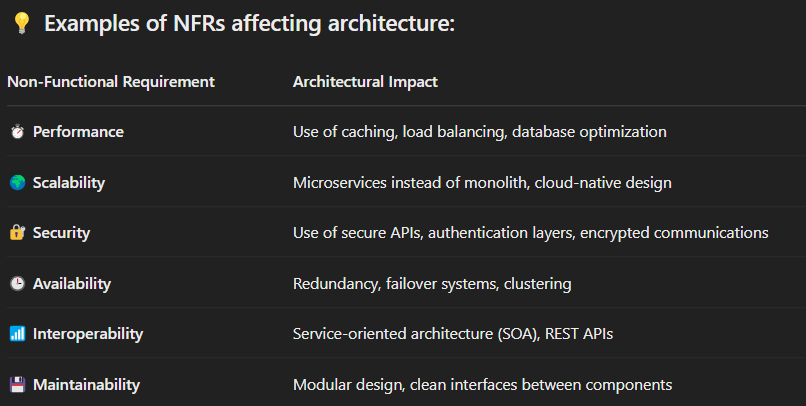 💡 Examples of NFRs affecting architecture:
Non-Functional Requirement Architectural Impact
⏱️ Performance Use of caching, load balancing, database optimization
🌍 Scalability Microservices instead of monolith, cloud-native design
🔐 Security Use of secure APIs, authentication layers, encrypted communications
🕒 Availability Redundancy, failover systems, clustering
📶 Interoperability Service-oriented architecture (SOA), REST APIs
💾 Maintainability Modular design, clean interfaces between components